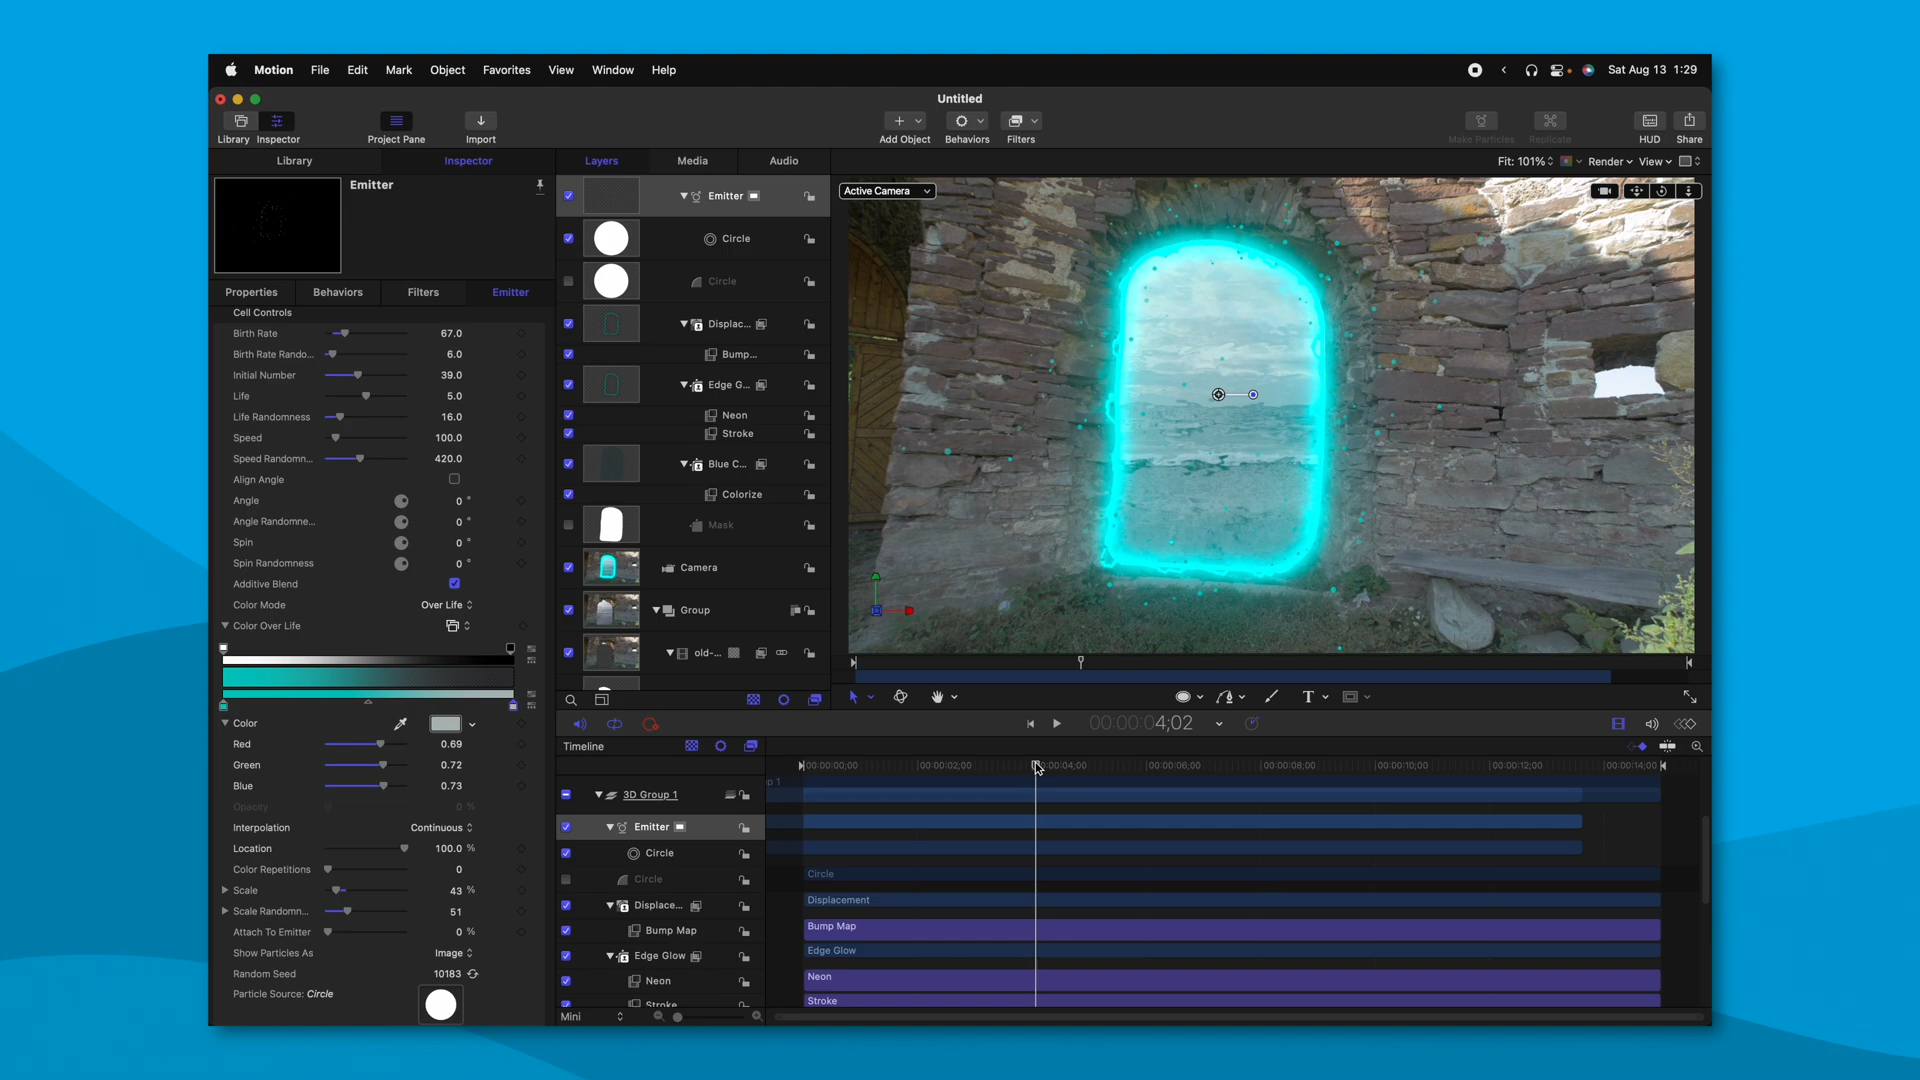 Motion File Edit Mark Object Favorites View Window Help
Sat Aug 13 1:29
Untitled
Library Inspector Project Pane Import Add Object Behaviors Filters Make Particles Replicate HUD Share
Library Inspector Layers Media Audio Fit: 101% Render View
Emitter
Properties Behaviors Filters Emitter
Cell Controls
Birth Rate 67.0
Birth Rate Rando... 6.0
Initial Number 39.0
Life 5.0
Life Randomness 16.0
Speed 100.0
Speed Randomn... 420.0
Align Angle
Angle 0 °
Angle Randomne... 0 °
Spin 0 °
Spin Randomness 0 °
Additive Blend
Color Mode Over Life
Color Over Life
Color
Red 0.69
Green 0.72
Blue 0.73
Opacity 0 %
Interpolation Continuous
Location 100.0 %
Color Repetitions 0
Scale 43 %
Scale Randomn... 51
Attach To Emitter 0 %
Show Particles As Image
Random Seed 10183
Particle Source: Circle
Emitter
Circle
Circle
Displac...
Bump...
Edge G...
Neon
Stroke
Blue C...
Colorize
Mask
Camera
Group
old-...
Active Camera
T
00:00:04;02
Timeline
00:00:00;00 00:00:02;00 00:00:04;00 00:00:06;00 00:00:08;00 00:00:10;00 00:00:12;00 00:00:14;00
3D Group 1
Emitter
Circle
Circle
Displace...
Bump Map
Edge Glow
Neon
Stroke
Mini
Circle
Displacement
Bump Map
Edge Glow
Neon
Stroke